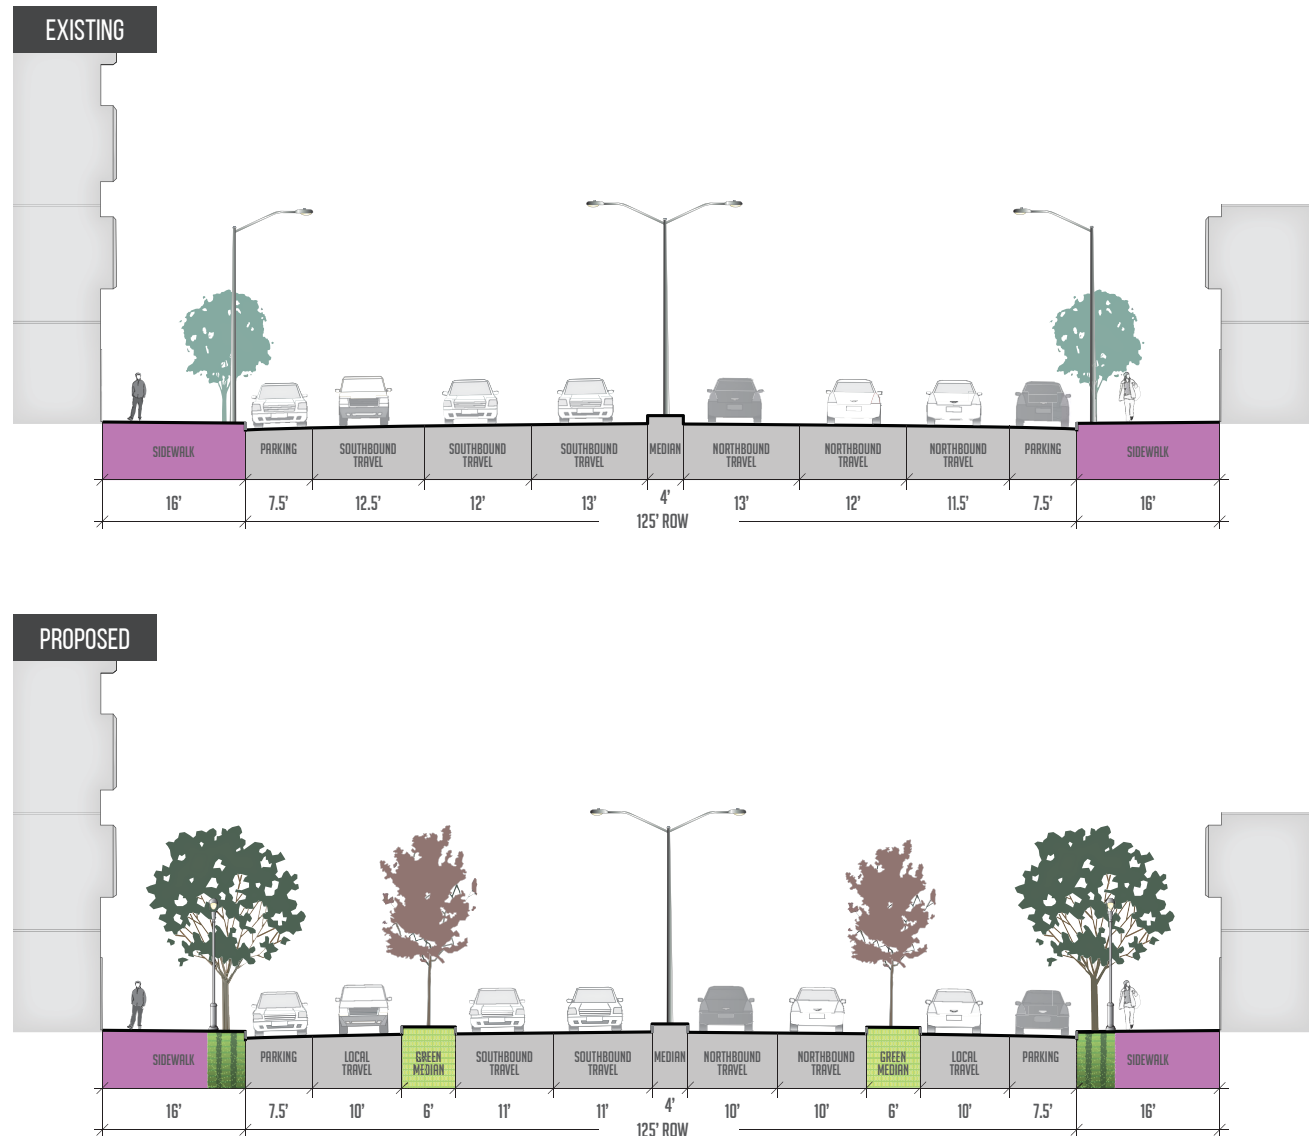 EXISTING
SIDEWALK
PARKING
SOUTHBOUND
TRAVEL
SOUTHBOUND
TRAVEL
SOUTHBOUND
TRAVEL
MEDIAN
NORTHBOUND
TRAVEL
NORTHBOUND
TRAVEL
NORTHBOUND
TRAVEL
PARKING
SIDEWALK
16'
7.5'
12.5'
12'
13'
4'
13'
12'
11.5'
7.5'
16'
125' ROW
PROPOSED
SIDEWALK
PARKING
LOCAL
TRAVEL
GREEN
MEDIAN
SOUTHBOUND
TRAVEL
SOUTHBOUND
TRAVEL
MEDIAN
NORTHBOUND
TRAVEL
NORTHBOUND
TRAVEL
GREEN
MEDIAN
LOCAL
TRAVEL
PARKING
SIDEWALK
16'
7.5'
10'
6'
11'
11'
4'
10'
10'
6'
10'
7.5'
16'
125' ROW